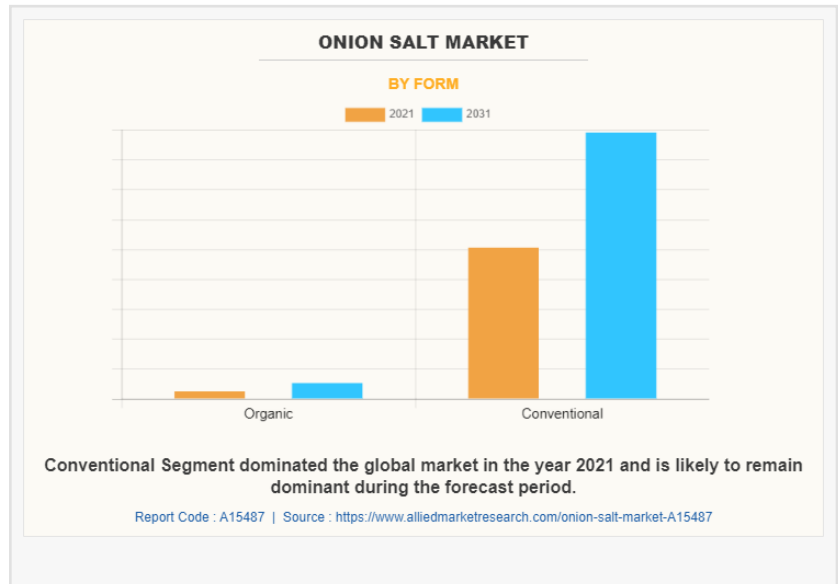 ONION SALT MARKET
BY FORM
2021 2031
Organic Conventional
Conventional Segment dominated the global market in the year 2021 and is likely to remain
dominant during the forecast period.
Report Code : A15487 | Source : https://www.alliedmarketresearch.com/onion-salt-market-A15487